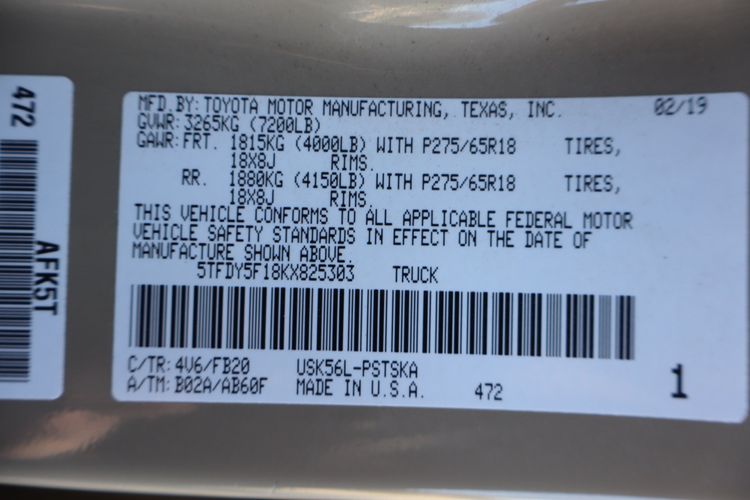 472
AFK5T
MFD.BY:TOYOTA MOTOR MANUFACTURING, TEXAS, INC. 02/19
GVWR:3265KG (7200LB)
GAWR:FRT. 1815KG (4000LB) WITH P275/65R18 TIRES,
18X8J RIMS.
RR. 1880KG (4150LB) WITH P275/65R18 TIRES,
18X8J RIMS.
THIS VEHICLE CONFORMS TO ALL APPLICABLE FEDERAL MOTOR
VEHICLE SAFETY STANDARDS IN EFFECT ON THE DATE OF
MANUFACTURE SHOWN ABOVE.
5TFDY5F18KX825303 TRUCK
C/TR:4V6/FB20 USK56L-PSTSKA
A/TM:B02A/AB60F MADE IN U.S.A. 472 1